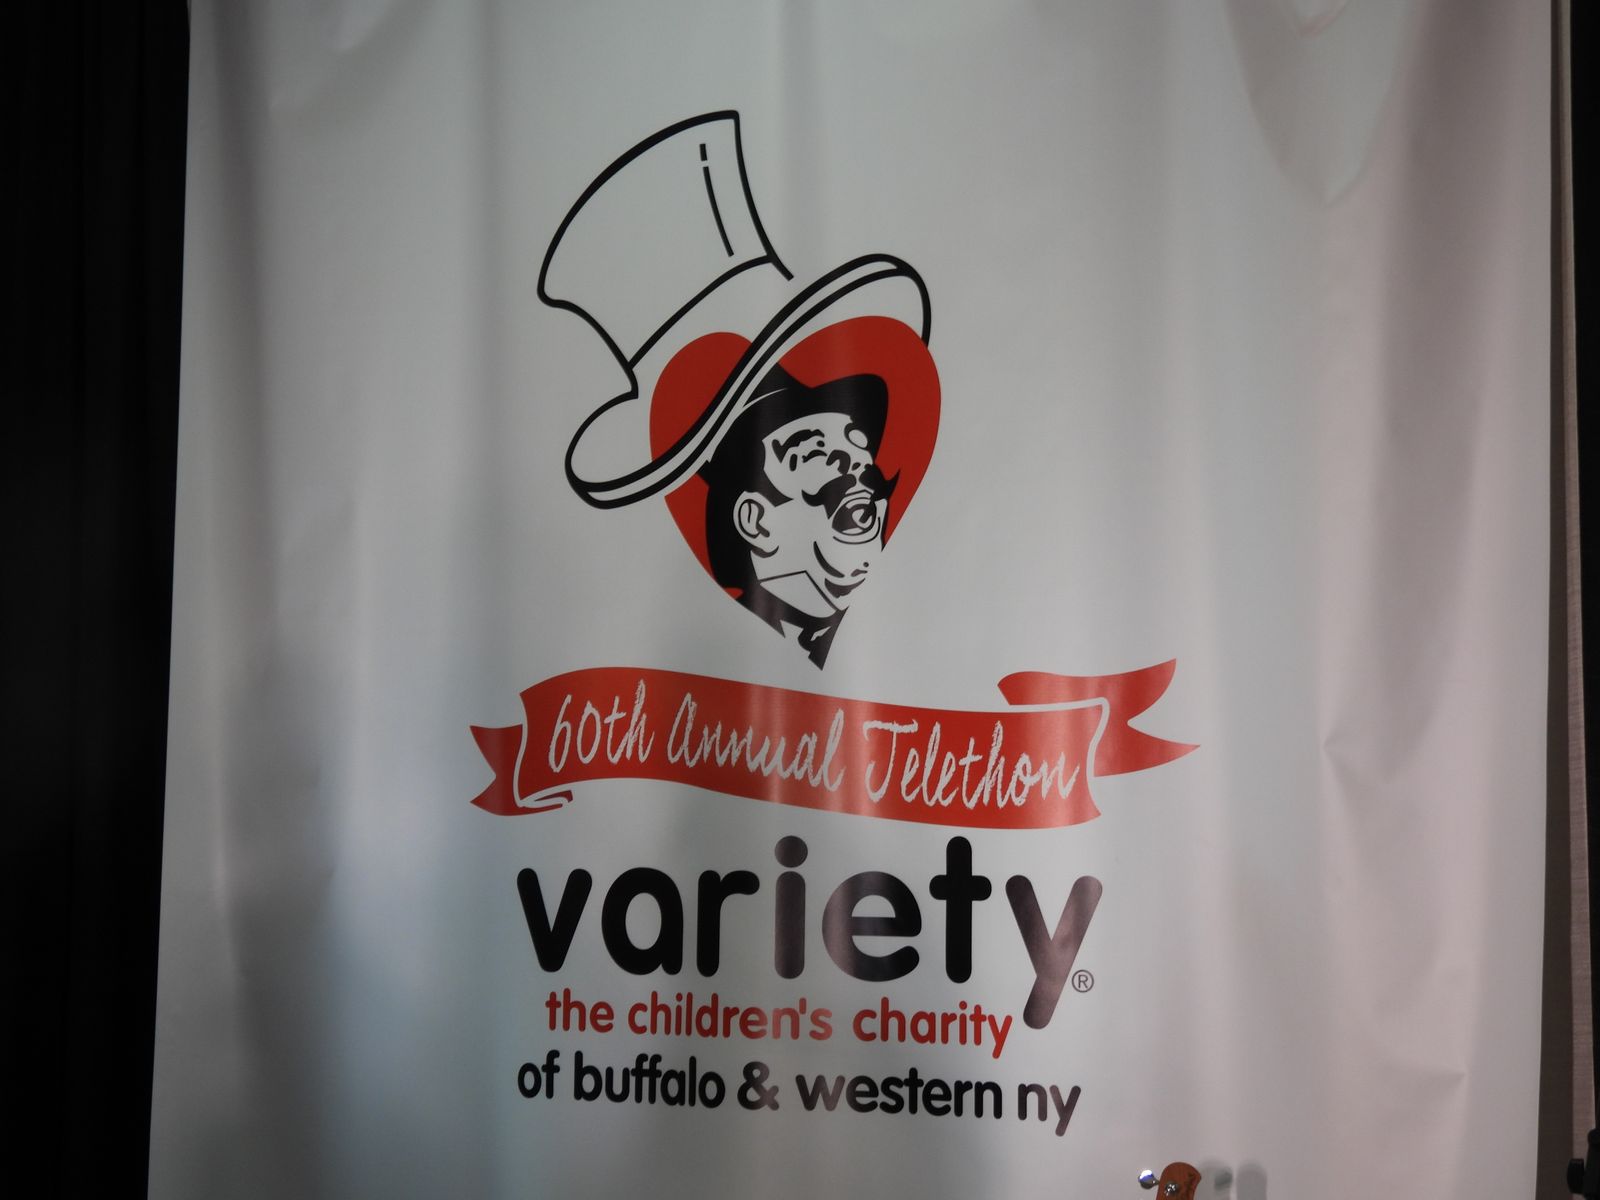 60th Annual Telethon
variety®
the children's charity
of buffalo & western ny